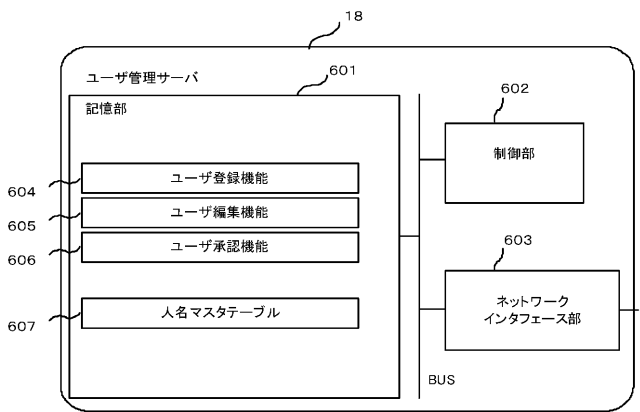 18
ユーザ管理サーバ
601
記憶部
602
制御部
604
ユーザ登録機能
605
ユーザ編集機能
606
ユーザ承認機能
603
ネットワーク
インタフェース部
607
人名マスタテーブル
BUS